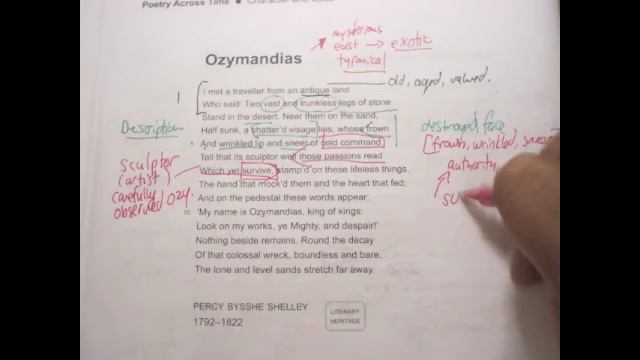 Poetry Across Time
Ozymandias
mysterious
east → exotic
tyranical
old, aged, valued.
1
I met a traveller from an antique land
Who said: Two vast and trunkless legs of stone
Stand in the desert. Near them on the sand,
Half sunk, a shatter'd visage lies, whose frown
And wrinkled lip and sneer of cold command
Tell that its sculptor well those passions read
Which yet survive, stamp'd on these lifeless things,
The hand that mock'd them and the heart that fed;
And on the pedestal these words appear:
'My name is Ozymandias, king of kings:
Look on my works, ye Mighty, and despair!'
Nothing beside remains. Round the decay
Of that colossal wreck, boundless and bare,
The lone and level sands stretch far away.
Description
sculptor
(artist)
carefully
observed Ozy.
destroyed face
[frown, wrinkled, sneer
authority,
PERCY BYSSHE SHELLEY
1792–1822
LITERARY
HERITAGE